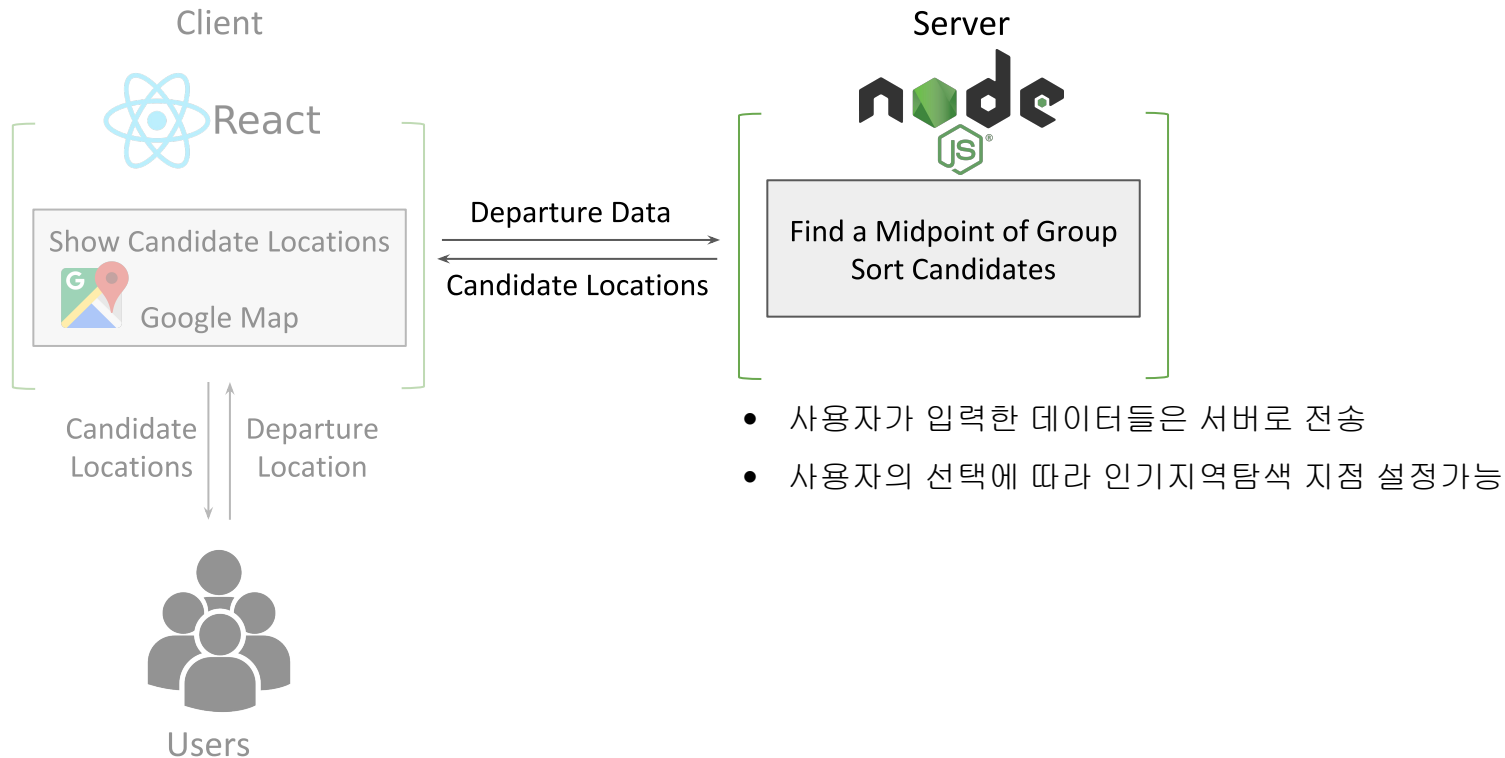 Client
Server
React
node
JS
®
Show Candidate Locations
G
Google Map
Departure Data
Candidate Locations
Find a Midpoint of Group
Sort Candidates
Candidate
Locations
Departure
Location
• 사용자가 입력한 데이터들은 서버로 전송
• 사용자의 선택에 따라 인기지역탐색 지점 설정가능
Users